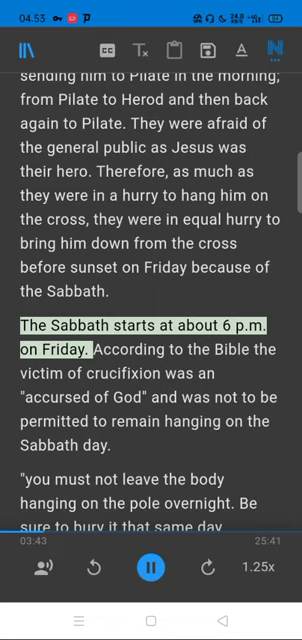 04.53
24.0
KB/s
4G+
CC
T
A
N
sending him to Pilate in the morning;
from Pilate to Herod and then back
again to Pilate. They were afraid of
the general public as Jesus was
their hero. Therefore, as much as
they were in a hurry to hang him on
the cross, they were in equal hurry to
bring him down from the cross
before sunset on Friday because of
the Sabbath.
The Sabbath starts at about 6 p.m.
on Friday. According to the Bible the
victim of crucifixion was an
"accursed of God" and was not to be
permitted to remain hanging on the
Sabbath day.
"you must not leave the body
hanging on the pole overnight. Be
sure to bury it that same day
03:43
25:41
1.25x